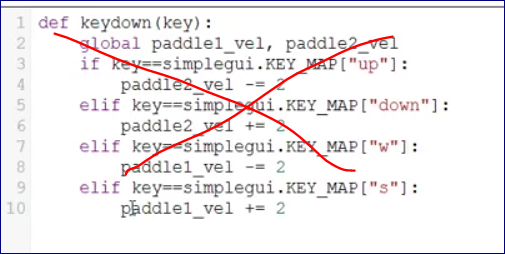 1 def keydown(key):
2 global paddle1_vel, paddle2_vel
3 if key==simplegui.KEY_MAP["up"]:
4 paddle2_vel -= 2
5 elif key==simplegui.KEY_MAP["down"]:
6 paddle2_vel += 2
7 elif key==simplegui.KEY_MAP["w"]:
8 paddle1_vel -= 2
9 elif key==simplegui.KEY_MAP["s"]:
10 paddle1_vel += 2